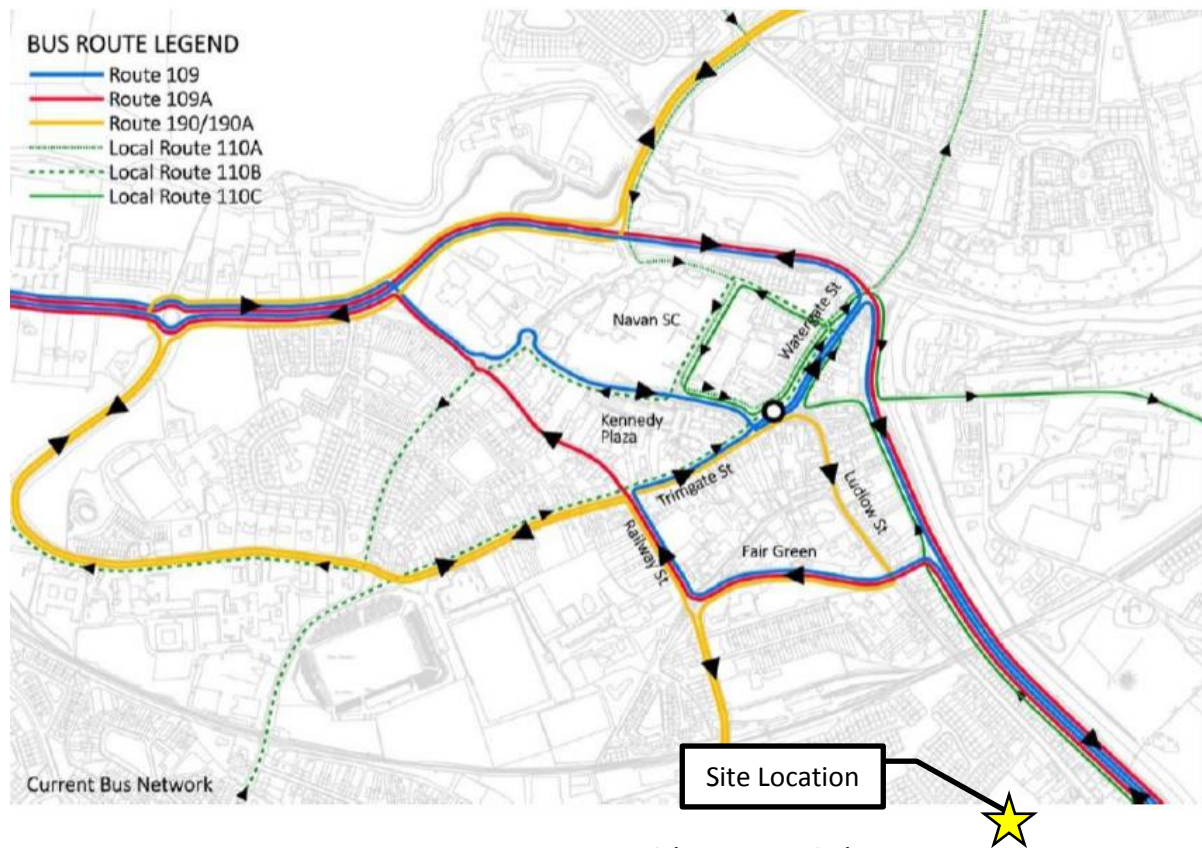 BUS ROUTE LEGEND
Route 109
Route 109A
Route 190/190A
Local Route 110A
Local Route 110B
Local Route 110C
Navan SC
Watergate St
Kennedy
Plaza
Trimgate St
Ludlow St
Railway St
Fair Green
Site Location
Current Bus Network